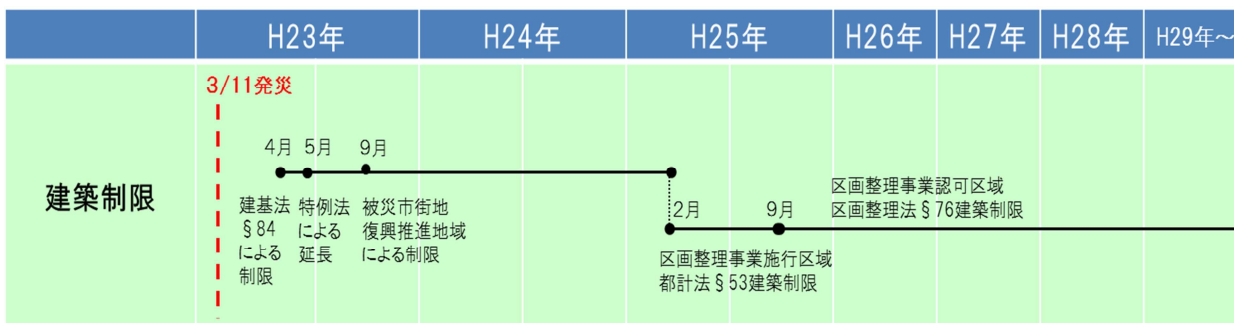 H23年 H24年 H25年 H26年 H27年 H28年 H29年～
3/11発災
建築制限
4月 5月 9月
建基法
§84
による
制限
特例法
による
延長
被災市街地
復興推進地域
による制限
2月 9月
区画整理事業施行区域
都計法§53建築制限
区画整理事業認可区域
区画整理法§76建築制限